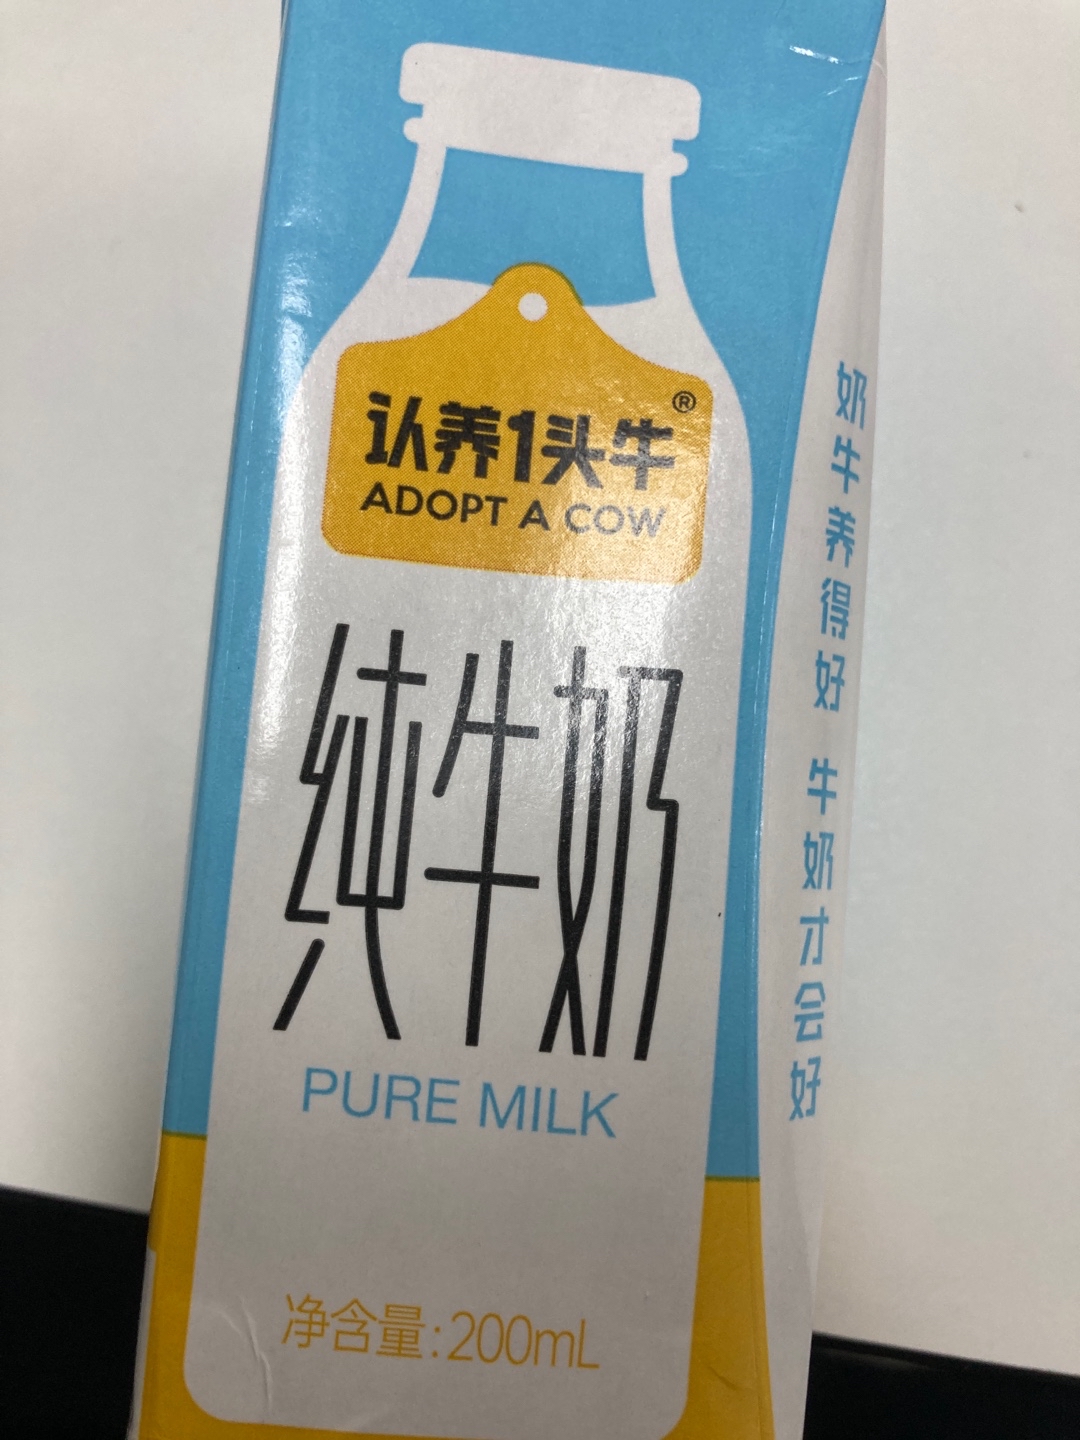 认养1头牛®
ADOPT A COW
纯牛奶
PURE MILK
净含量:200mL
奶牛养得好 牛奶才会好